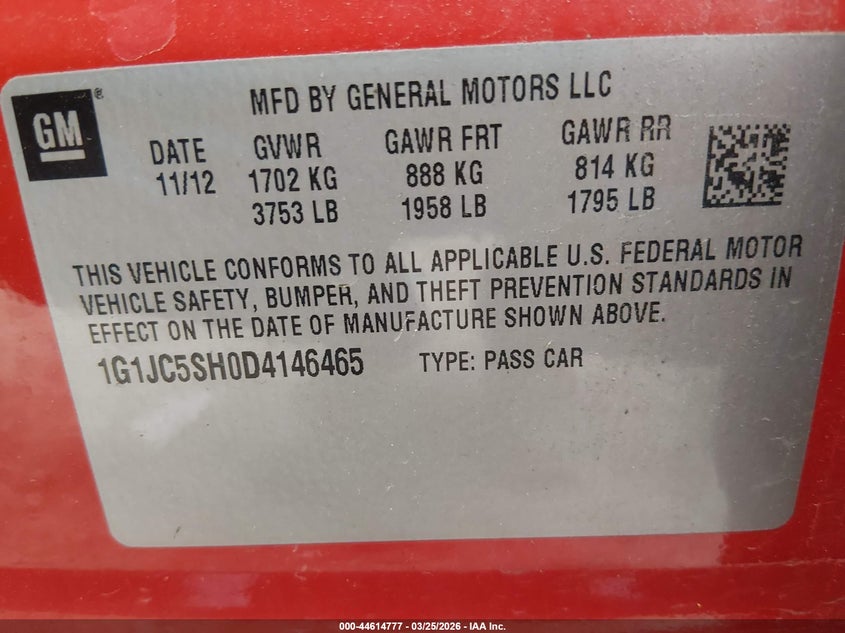 GM®
MFD BY GENERAL MOTORS LLC
DATE GVWR GAWR FRT GAWR RR
11/12 1702 KG 888 KG 814 KG
3753 LB 1958 LB 1795 LB
THIS VEHICLE CONFORMS TO ALL APPLICABLE U.S. FEDERAL MOTOR
VEHICLE SAFETY, BUMPER, AND THEFT PREVENTION STANDARDS IN
EFFECT ON THE DATE OF MANUFACTURE SHOWN ABOVE.
1G1JC5SH0D4146465 TYPE: PASS CAR
000-44614777 - 03/25/2026 - IAA Inc.